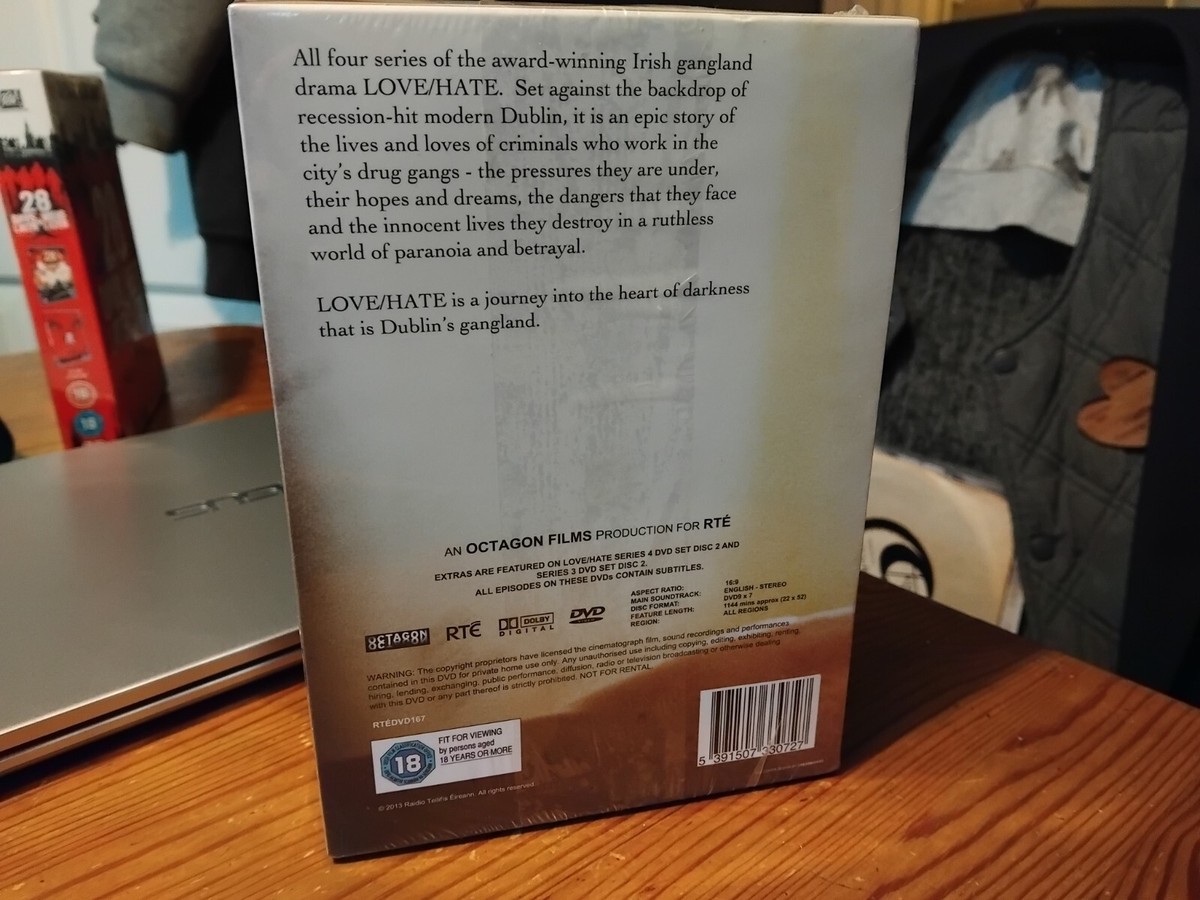 All four series of the award-winning Irish gangland
drama LOVE/HATE. Set against the backdrop of
recession-hit modern Dublin, it is an epic story of
the lives and loves of criminals who work in the
city's drug gangs - the pressures they are under,
their hopes and dreams, the dangers that they face
and the innocent lives they destroy in a ruthless
world of paranoia and betrayal.
LOVE/HATE is a journey into the heart of darkness
that is Dublin's gangland.
AN OCTAGON FILMS PRODUCTION FOR RTÉ
EXTRAS ARE FEATURED ON LOVE/HATE SERIES 4 DVD SET DISC 2 AND
SERIES 3 DVD SET DISC 2.
ALL EPISODES ON THESE DVDs CONTAIN SUBTITLES.
ASPECT RATIO: 16:9
MAIN SOUNDTRACK: ENGLISH - STEREO
DISC FORMAT: DVD9 x 7
FEATURE LENGTH: 1144 mins approx (22 x 52)
REGION: ALL REGIONS
OCTAGON
RTÉ
DOLBY
DIGITAL
DVD
WARNING: The copyright proprietors have licensed the cinematograph film, sound recordings and performances
contained in this DVD for private home use only. Any unauthorised use including copying, editing, exhibiting, renting,
hiring, lending, exchanging, public performance, diffusion, radio or television broadcasting or otherwise dealing
with this DVD or any part thereof is strictly prohibited. NOT FOR RENTAL.
RTÉDVD167
18
FIT FOR VIEWING
by persons aged
18 YEARS OR MORE
5 391507 330727
© 2013 Raidió Teilifís Éireann. All rights reserved.
28
18
ASUS